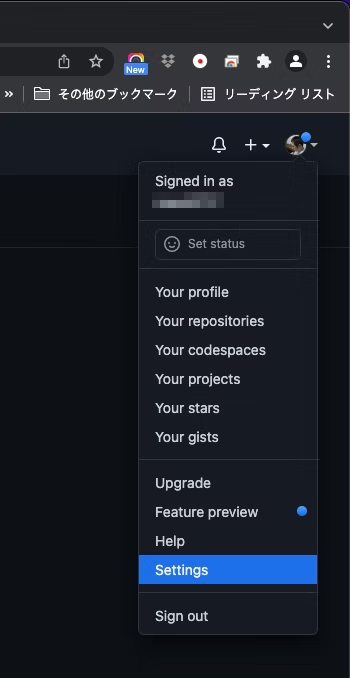 New
» その他のブックマーク リーディング リスト
Signed in as
Set status
Your profile
Your repositories
Your codespaces
Your projects
Your stars
Your gists
Upgrade
Feature preview
Help
Settings
Sign out